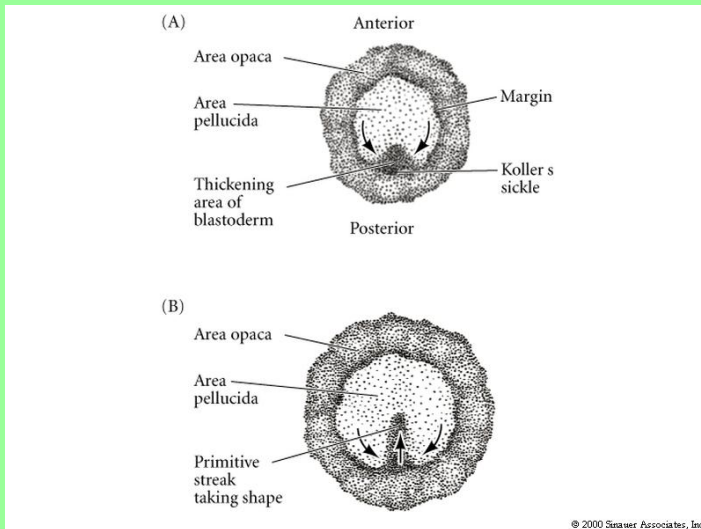 (A)
Anterior
Area opaca
Area
pellucida
Margin
Thickening
area of
blastoderm
Koller s
sickle
Posterior
(B)
Area opaca
Area
pellucida
Primitive
streak
taking shape
© 2000 Sinauer Associates, Inc